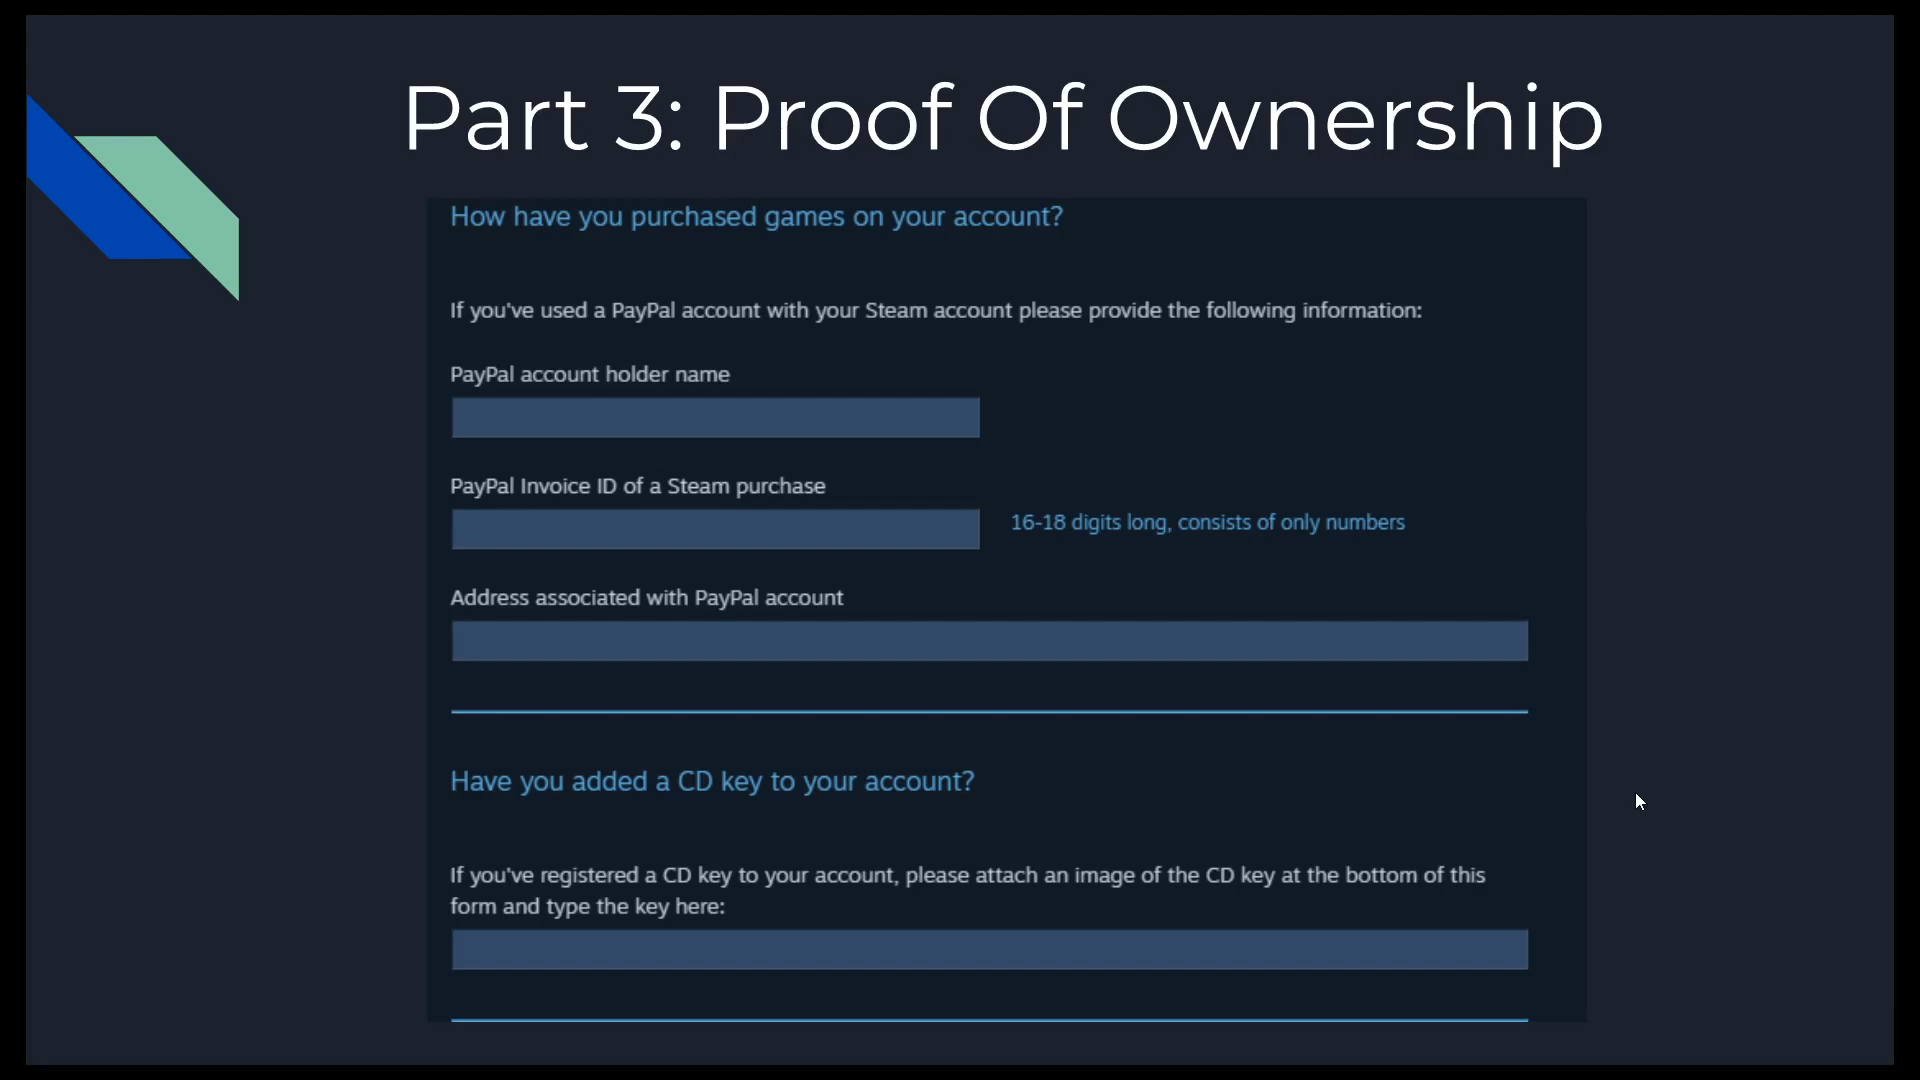 Part 3: Proof Of Ownership
How have you purchased games on your account?
If you've used a PayPal account with your Steam account please provide the following information:
PayPal account holder name
PayPal Invoice ID of a Steam purchase
16-18 digits long, consists of only numbers
Address associated with PayPal account
Have you added a CD key to your account?
If you've registered a CD key to your account, please attach an image of the CD key at the bottom of this
form and type the key here: